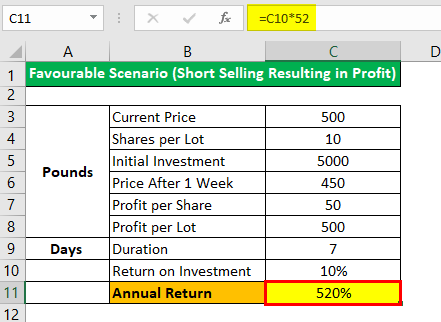 C11 fx =C10*52
A B C D
1 Favourable Scenario (Short Selling Resulting in Profit)
2
3 Current Price 500
4 Shares per Lot 10
5 Initial Investment 5000
6 Pounds Price After 1 Week 450
7 Profit per Share 50
8 Profit per Lot 500
9 Days Duration 7
10 Return on Investment 10%
11 Annual Return 520%
12